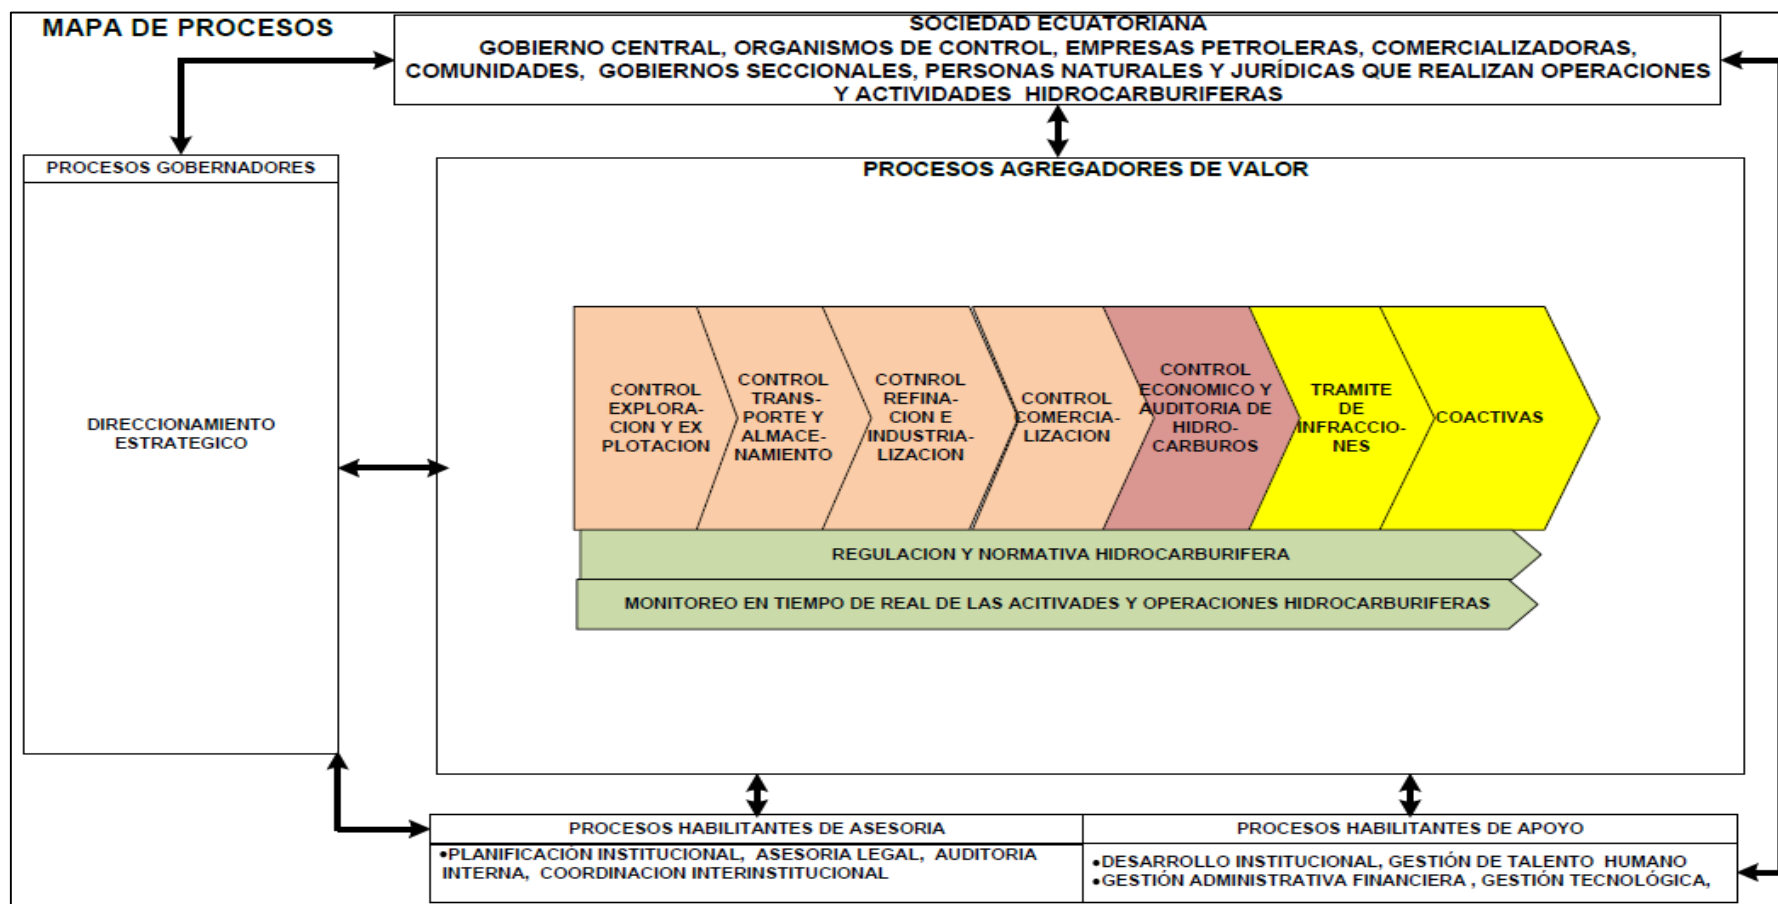 MAPA DE PROCESOS
SOCIEDAD ECUATORIANA
GOBIERNO CENTRAL, ORGANISMOS DE CONTROL, EMPRESAS PETROLERAS, COMERCIALIZADORAS,
COMUNIDADES, GOBIERNOS SECCIONALES, PERSONAS NATURALES Y JURÍDICAS QUE REALIZAN OPERACIONES
Y ACTIVIDADES HIDROCARBURIFERAS
PROCESOS GOBERNADORES
DIRECCIONAMIENTO
ESTRATEGICO
PROCESOS AGREGADORES DE VALOR
CONTROL
EXPLORA-
CION Y EX
PLOTACION
CONTROL
TRANS-
PORTE Y
ALMACE-
NAMIENTO
COTNROL
REFINA-
CION E
INDUSTRIA-
LIZACION
CONTROL
COMERCIA-
LIZACION
CONTROL
ECONOMICO Y
AUDITORIA DE
HIDRO-
CARBUROS
TRAMITE
DE
INFRACCIO-
NES
COACTIVAS
REGULACION Y NORMATIVA HIDROCARBURIFERA
MONITOREO EN TIEMPO DE REAL DE LAS ACITIVADES Y OPERACIONES HIDROCARBURIFERAS
PROCESOS HABILITANTES DE ASESORIA
•PLANIFICACIÓN INSTITUCIONAL, ASESORIA LEGAL, AUDITORIA
INTERNA, COORDINACION INTERINSTITUCIONAL
PROCESOS HABILITANTES DE APOYO
•DESARROLLO INSTITUCIONAL, GESTIÓN DE TALENTO HUMANO
•GESTIÓN ADMINISTRATIVA FINANCIERA , GESTIÓN TECNOLÓGICA,